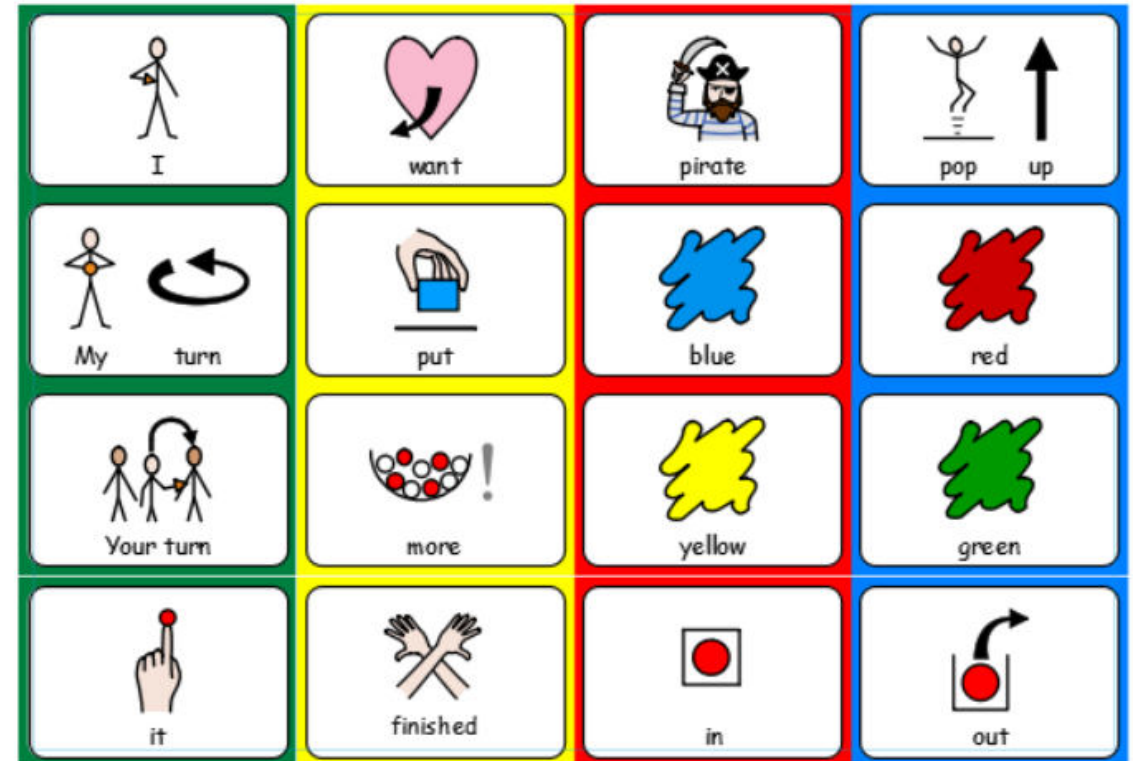 I
want
pirate
pop up
My turn
put
blue
red
Your turn
more
yellow
green
it
finished
in
out